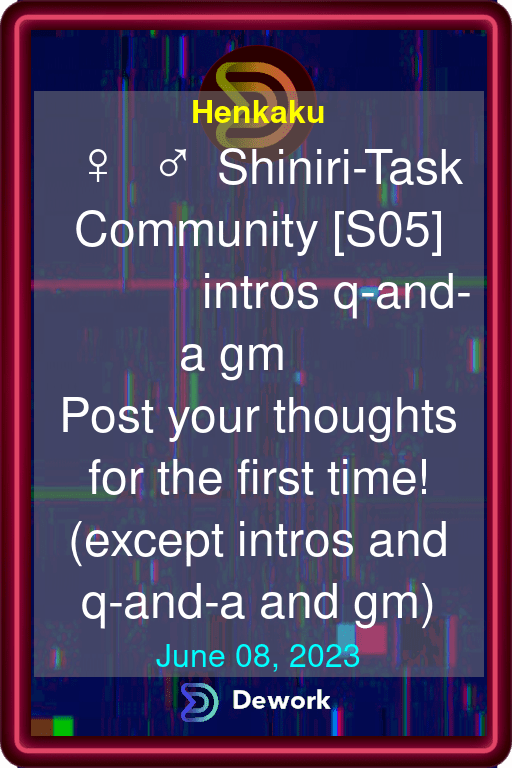 Henkaku
♀ ♂ Shiniri-Task
Community [S05]
intros q-and-
a gm
Post your thoughts
for the first time!
(except intros and
q-and-a and gm)
June 08, 2023
Dework